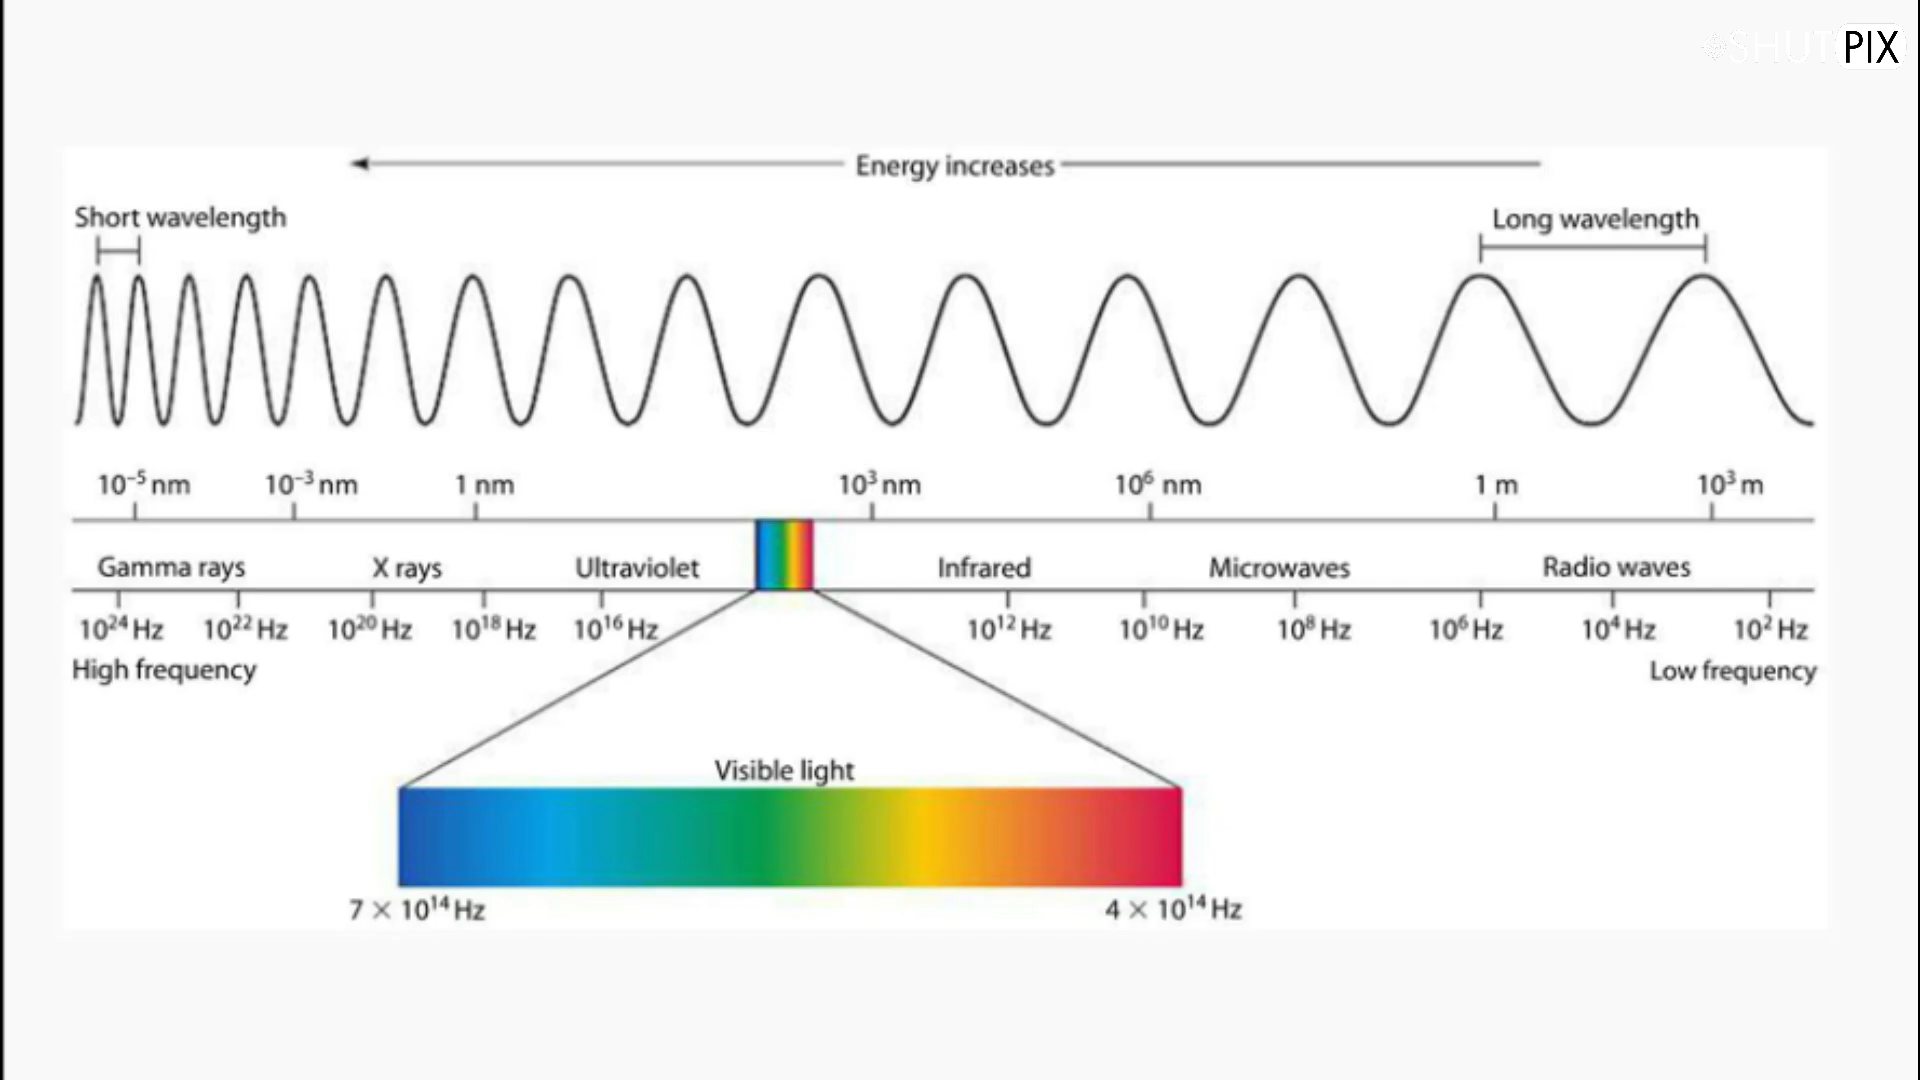 SHUT PIX
Energy increases
Short wavelength
Long wavelength
10⁻⁵ nm 10⁻³ nm 1 nm 10³ nm 10⁶ nm 1 m 10³ m
Gamma rays X rays Ultraviolet Infrared Microwaves Radio waves
10²⁴ Hz 10²² Hz 10²⁰ Hz 10¹⁸ Hz 10¹⁶ Hz 10¹² Hz 10¹⁰ Hz 10⁸ Hz 10⁶ Hz 10⁴ Hz 10² Hz
High frequency Low frequency
Visible light
7 × 10¹⁴ Hz 4 × 10¹⁴ Hz